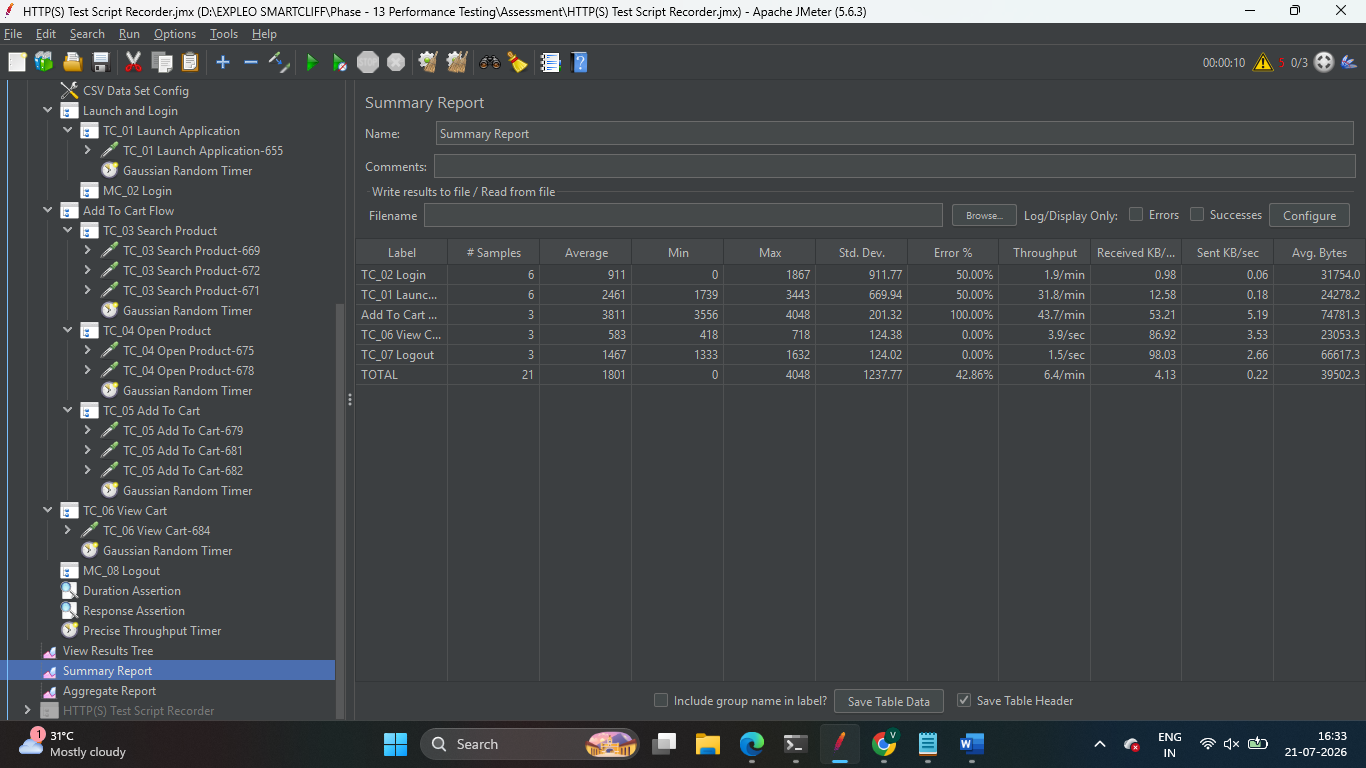 HTTP(S) Test Script Recorder.jmx (D:\EXPLEO SMARTCLIFF\Phase - 13 Performance Testing\Assessment\HTTP(S) Test Script Recorder.jmx) - Apache JMeter (5.6.3)
File Edit Search Run Options Tools Help
STOP 00:00:10 5 0/3
CSV Data Set Config
Launch and Login
TC_01 Launch Application
TC_01 Launch Application-655
Gaussian Random Timer
MC_02 Login
Add To Cart Flow
TC_03 Search Product
TC_03 Search Product-669
TC_03 Search Product-672
TC_03 Search Product-671
Gaussian Random Timer
TC_04 Open Product
TC_04 Open Product-675
TC_04 Open Product-678
Gaussian Random Timer
TC_05 Add To Cart
TC_05 Add To Cart-679
TC_05 Add To Cart-681
TC_05 Add To Cart-682
Gaussian Random Timer
TC_06 View Cart
TC_06 View Cart-684
Gaussian Random Timer
MC_08 Logout
Duration Assertion
Response Assertion
Precise Throughput Timer
View Results Tree
Summary Report
Aggregate Report
HTTP(S) Test Script Recorder
Summary Report
Name: Summary Report
Comments:
Write results to file / Read from file
Filename Browse... Log/Display Only: Errors Successes Configure
Label # Samples Average Min Max Std. Dev. Error % Throughput Received KB/... Sent KB/sec Avg. Bytes
TC_02 Login 6 911 0 1867 911.77 50.00% 1.9/min 0.98 0.06 31754.0
TC_01 Launc... 6 2461 1739 3443 669.94 50.00% 31.8/min 12.58 0.18 24278.2
Add To Cart ... 3 3811 3556 4048 201.32 100.00% 43.7/min 53.21 5.19 74781.3
TC_06 View C... 3 583 418 718 124.38 0.00% 3.9/sec 86.92 3.53 23053.3
TC_07 Logout 3 1467 1333 1632 124.02 0.00% 1.5/sec 98.03 2.66 66617.3
TOTAL 21 1801 0 4048 1237.77 42.86% 6.4/min 4.13 0.22 39502.3
Include group name in label? Save Table Data Save Table Header
1 31°C
Mostly cloudy
Search
V
ENG
IN
16:33
21-07-2026